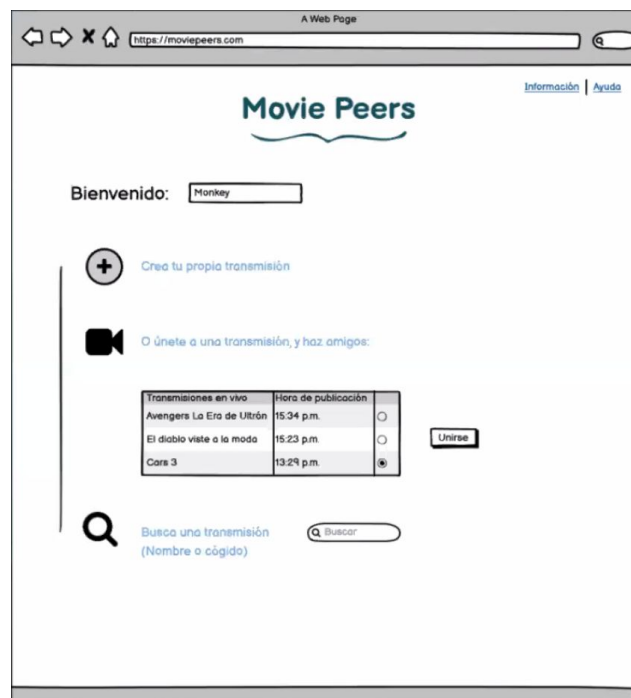 A Web Page
https://moviepeers.com
Información | Ayuda
Movie Peers
Bienvenido: Monkey
Crea tu propia transmisión
O únete a una transmisión, y haz amigos:
Transmisiones en vivo Hora de publicación
Avengers La Era de Ultrón 15:34 p.m.
El diablo viste a la moda 15:23 p.m.
Cars 3 13:29 p.m.
Unirse
Busca una transmisión Buscar
(Nombre o cógido)